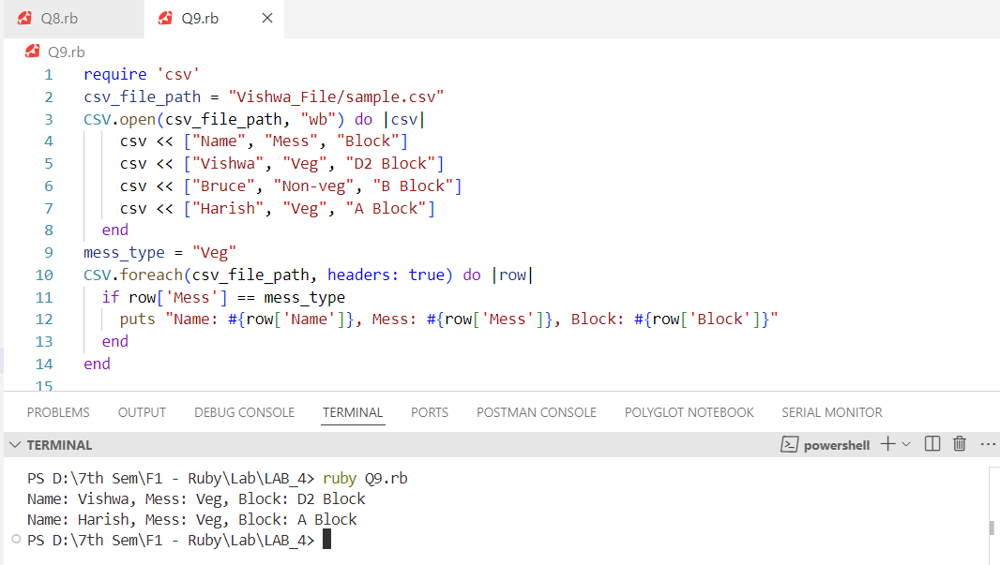 Q8.rb Q9.rb ×
Q9.rb
1 require 'csv'
2 csv_file_path = "Vishwa_File/sample.csv"
3 CSV.open(csv_file_path, "wb") do |csv|
4     csv << ["Name", "Mess", "Block"]
5     csv << ["Vishwa", "Veg", "D2 Block"]
6     csv << ["Bruce", "Non-veg", "B Block"]
7     csv << ["Harish", "Veg", "A Block"]
8   end
9 mess_type = "Veg"
10 CSV.foreach(csv_file_path, headers: true) do |row|
11   if row['Mess'] == mess_type
12     puts "Name: #{row['Name']}, Mess: #{row['Mess']}, Block: #{row['Block']}"
13   end
14 end
15
PROBLEMS OUTPUT DEBUG CONSOLE TERMINAL PORTS POSTMAN CONSOLE POLYGLOT NOTEBOOK SERIAL MONITOR
TERMINAL powershell
PS D:\7th Sem\F1 - Ruby\Lab\LAB_4> ruby Q9.rb
Name: Vishwa, Mess: Veg, Block: D2 Block
Name: Harish, Mess: Veg, Block: A Block
PS D:\7th Sem\F1 - Ruby\Lab\LAB_4>